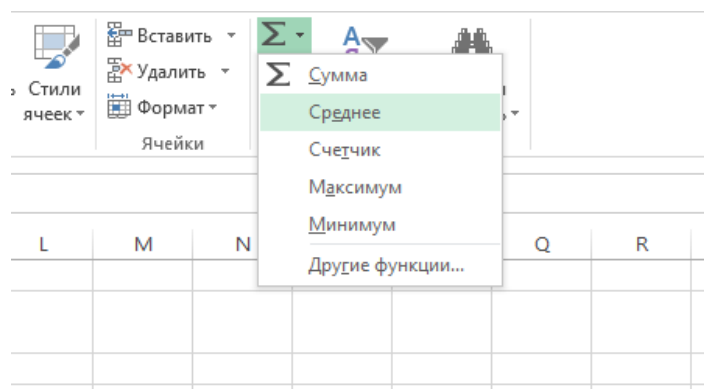 Вставить
Удалить
Формат
Ячейки
Стили
ячеек
Σ
А
Я
Σ Сумма
Среднее
Счетчик
Максимум
Минимум
Другие функции...
L M N Q R